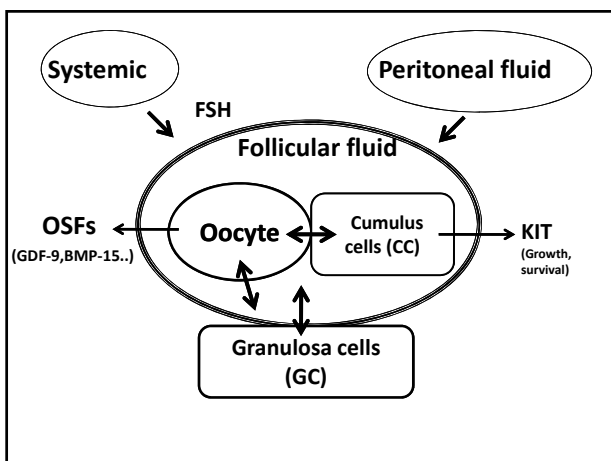 Systemic
Peritoneal fluid
FSH
Follicular fluid
OSFs
(GDF-9,BMP-15..)
Oocyte
Cumulus
cells (CC)
KIT
(Growth,
survival)
Granulosa cells
(GC)